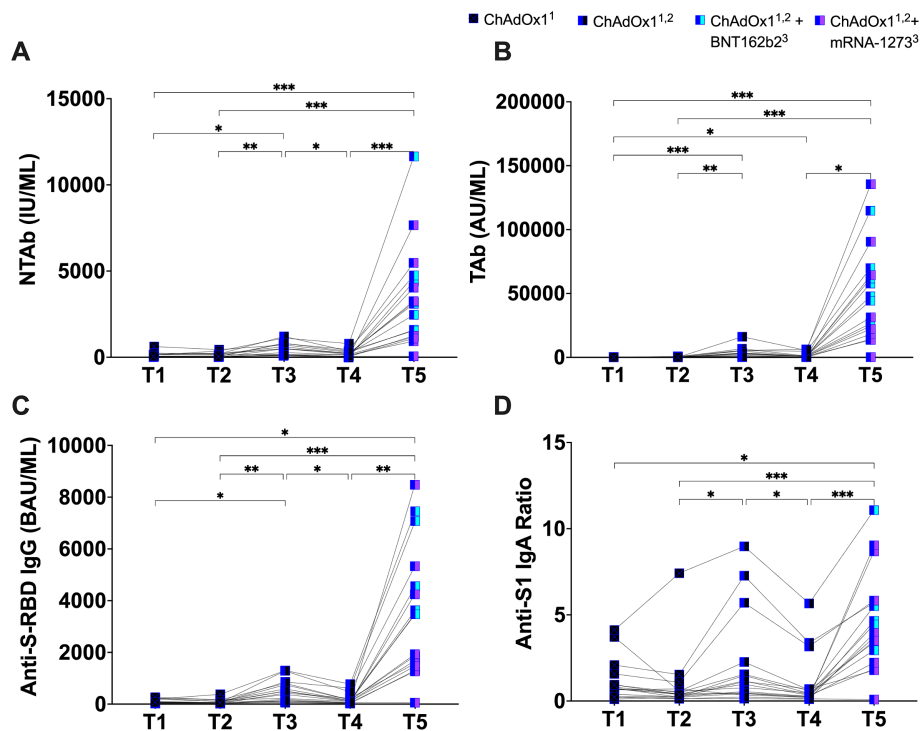 ChAdOx1¹ ChAdOx1¹,² ChAdOx1¹,² + ChAdOx1¹,²+
BNT162b2³ mRNA-1273³
A
NTAb (IU/ML)
15000
10000
5000
0
T1 T2 T3 T4 T5
***
***
*
** * ***
B
TAb (AU/ML)
200000
150000
100000
50000
0
T1 T2 T3 T4 T5
***
***
*
***
** *
C
Anti-S-RBD IgG (BAU/ML)
10000
8000
6000
4000
2000
0
T1 T2 T3 T4 T5
*
***
** * **
*
D
Anti-S1 IgA Ratio
15
10
5
0
T1 T2 T3 T4 T5
*
***
* * ***